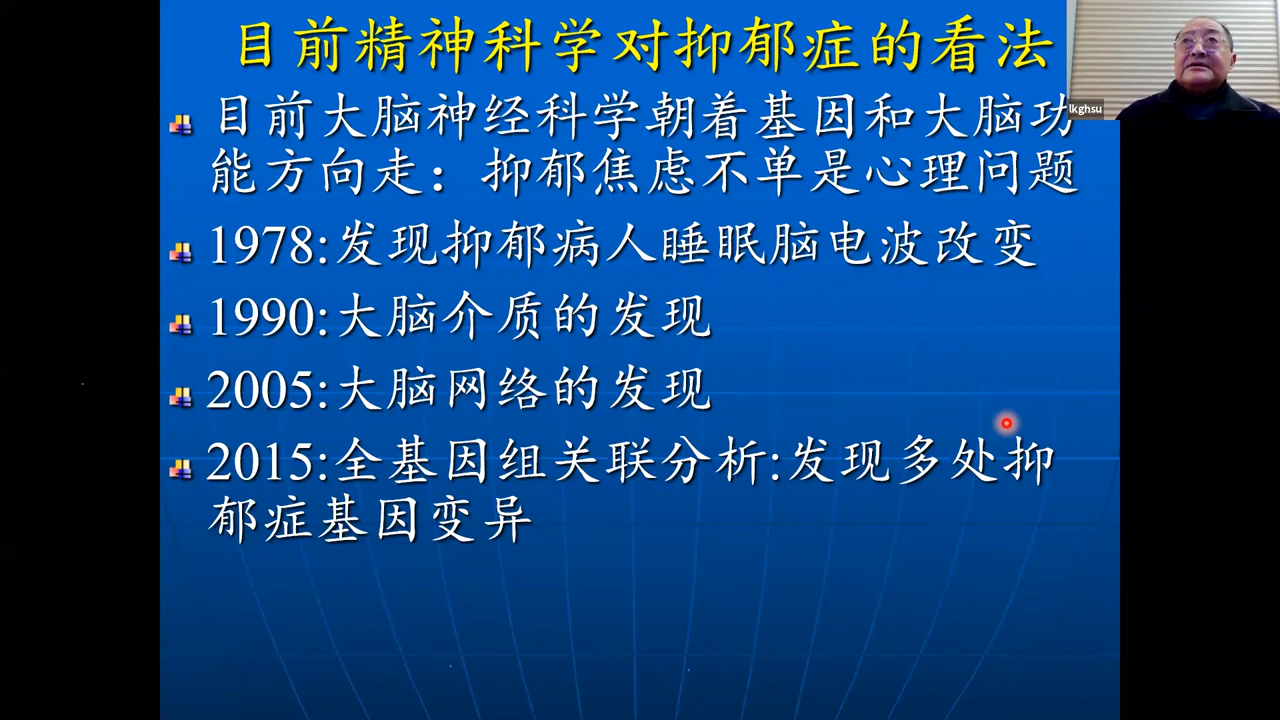 目前精神科学对抑郁症的看法
lkghsu
目前大脑神经科学朝着基因和大脑功
能方向走：抑郁焦虑不单是心理问题
1978:发现抑郁病人睡眠脑电波改变
1990:大脑介质的发现
2005:大脑网络的发现
2015:全基因组关联分析:发现多处抑
郁症基因变异